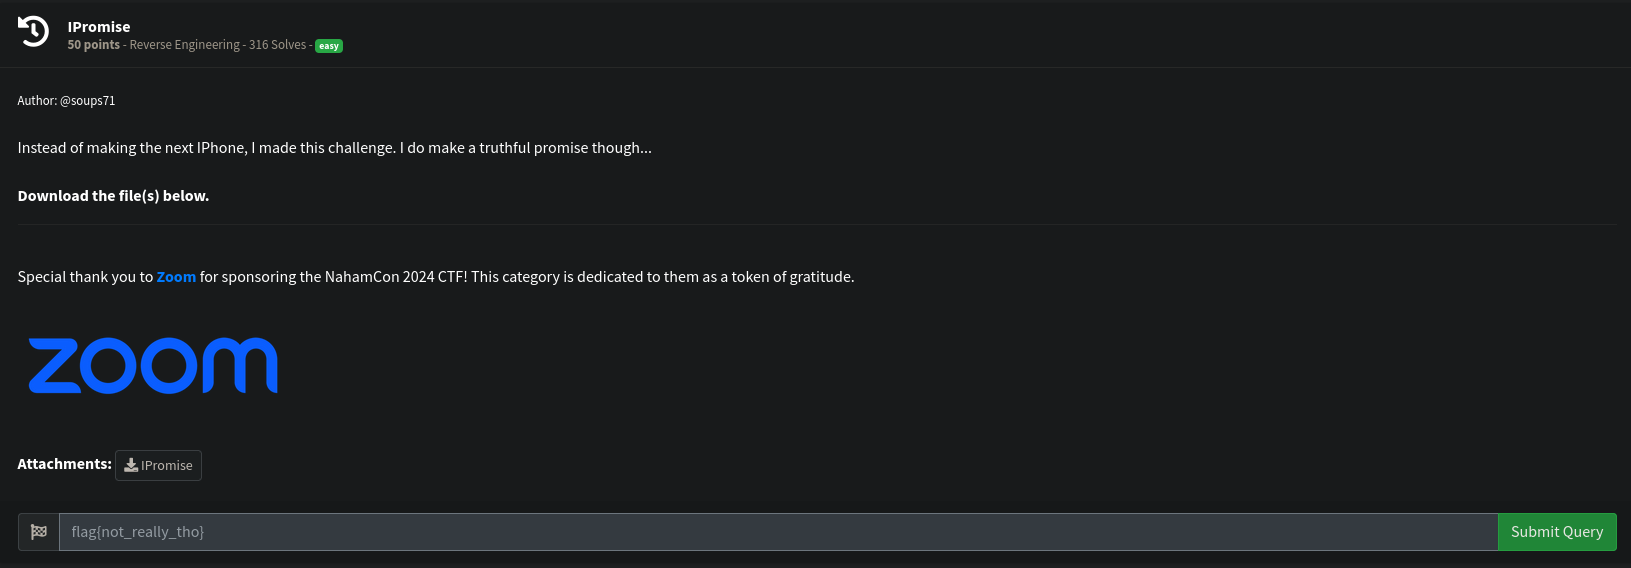 IPromise
50 points - Reverse Engineering - 316 Solves - easy
Author: @soups71
Instead of making the next IPhone, I made this challenge. I do make a truthful promise though...
Download the file(s) below.
Special thank you to Zoom for sponsoring the NahamCon 2024 CTF! This category is dedicated to them as a token of gratitude.
zoom
Attachments: IPromise
flag{not_really_tho} Submit Query